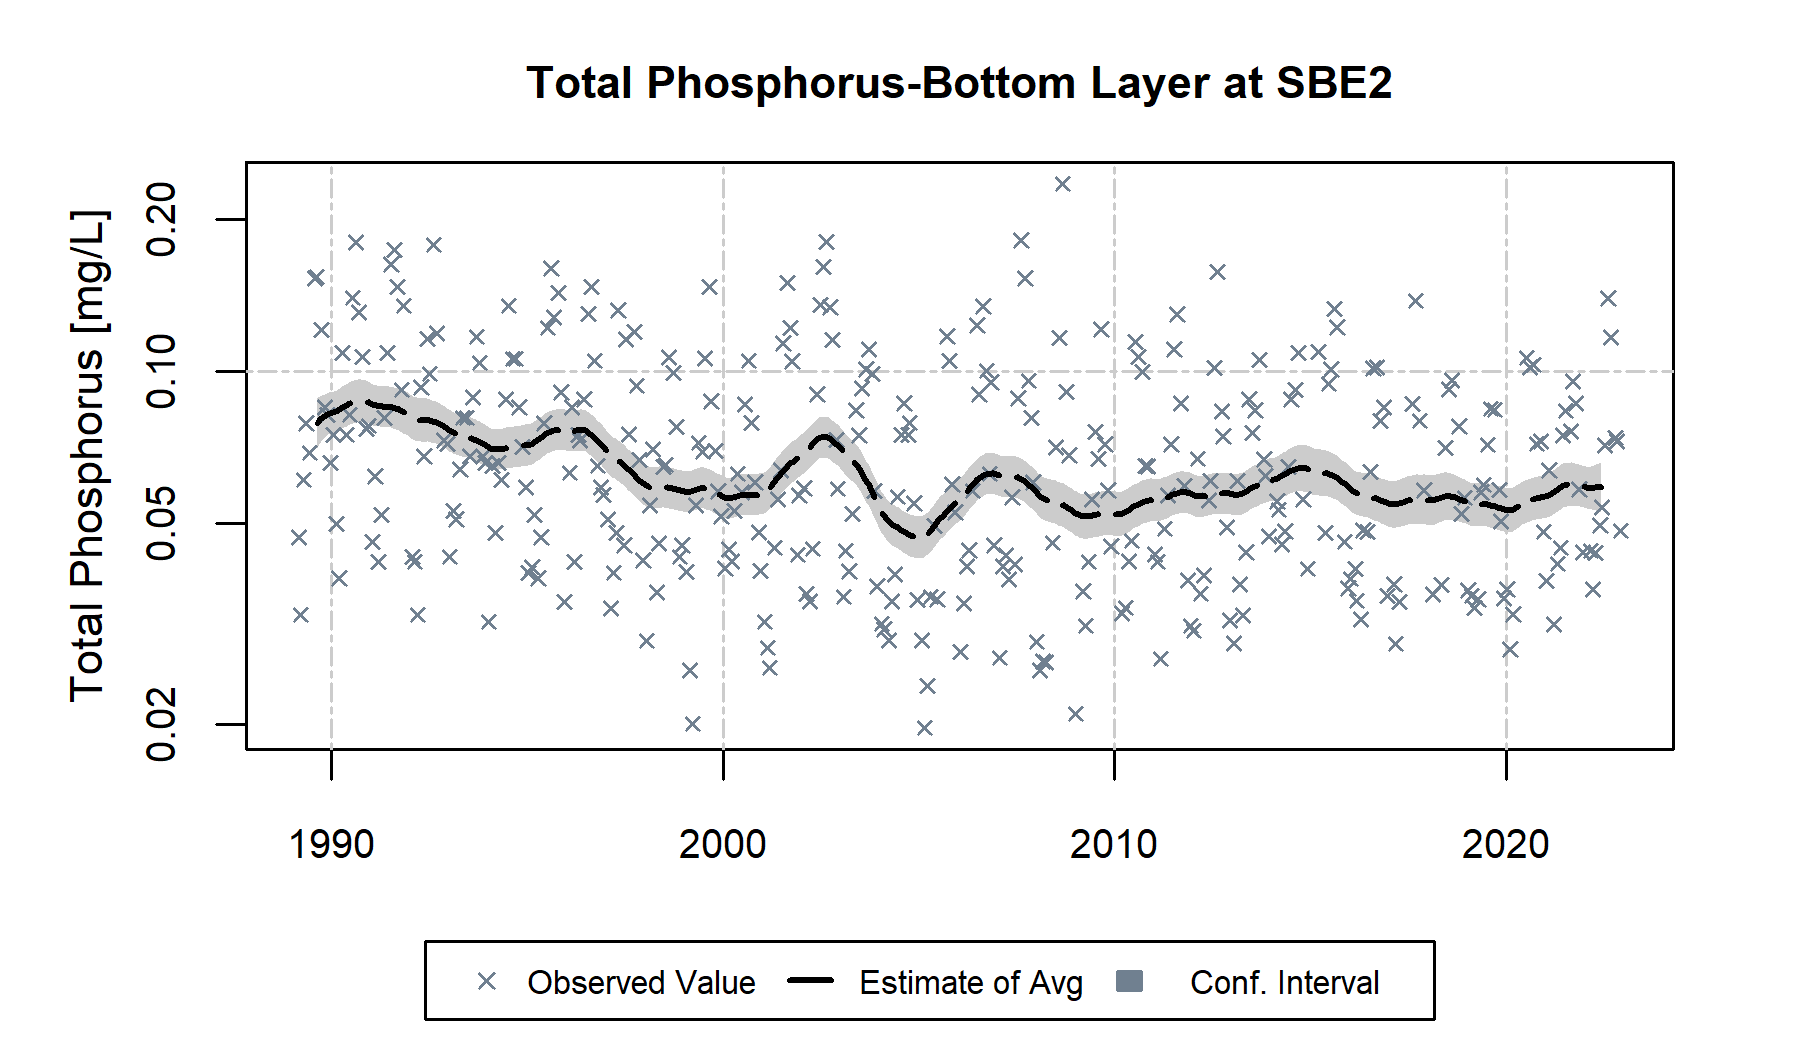 Total Phosphorus-Bottom Layer at SBE2
Total Phosphorus [mg/L]
0.20
0.10
0.05
0.02
1990 2000 2010 2020
Observed Value Estimate of Avg Conf. Interval